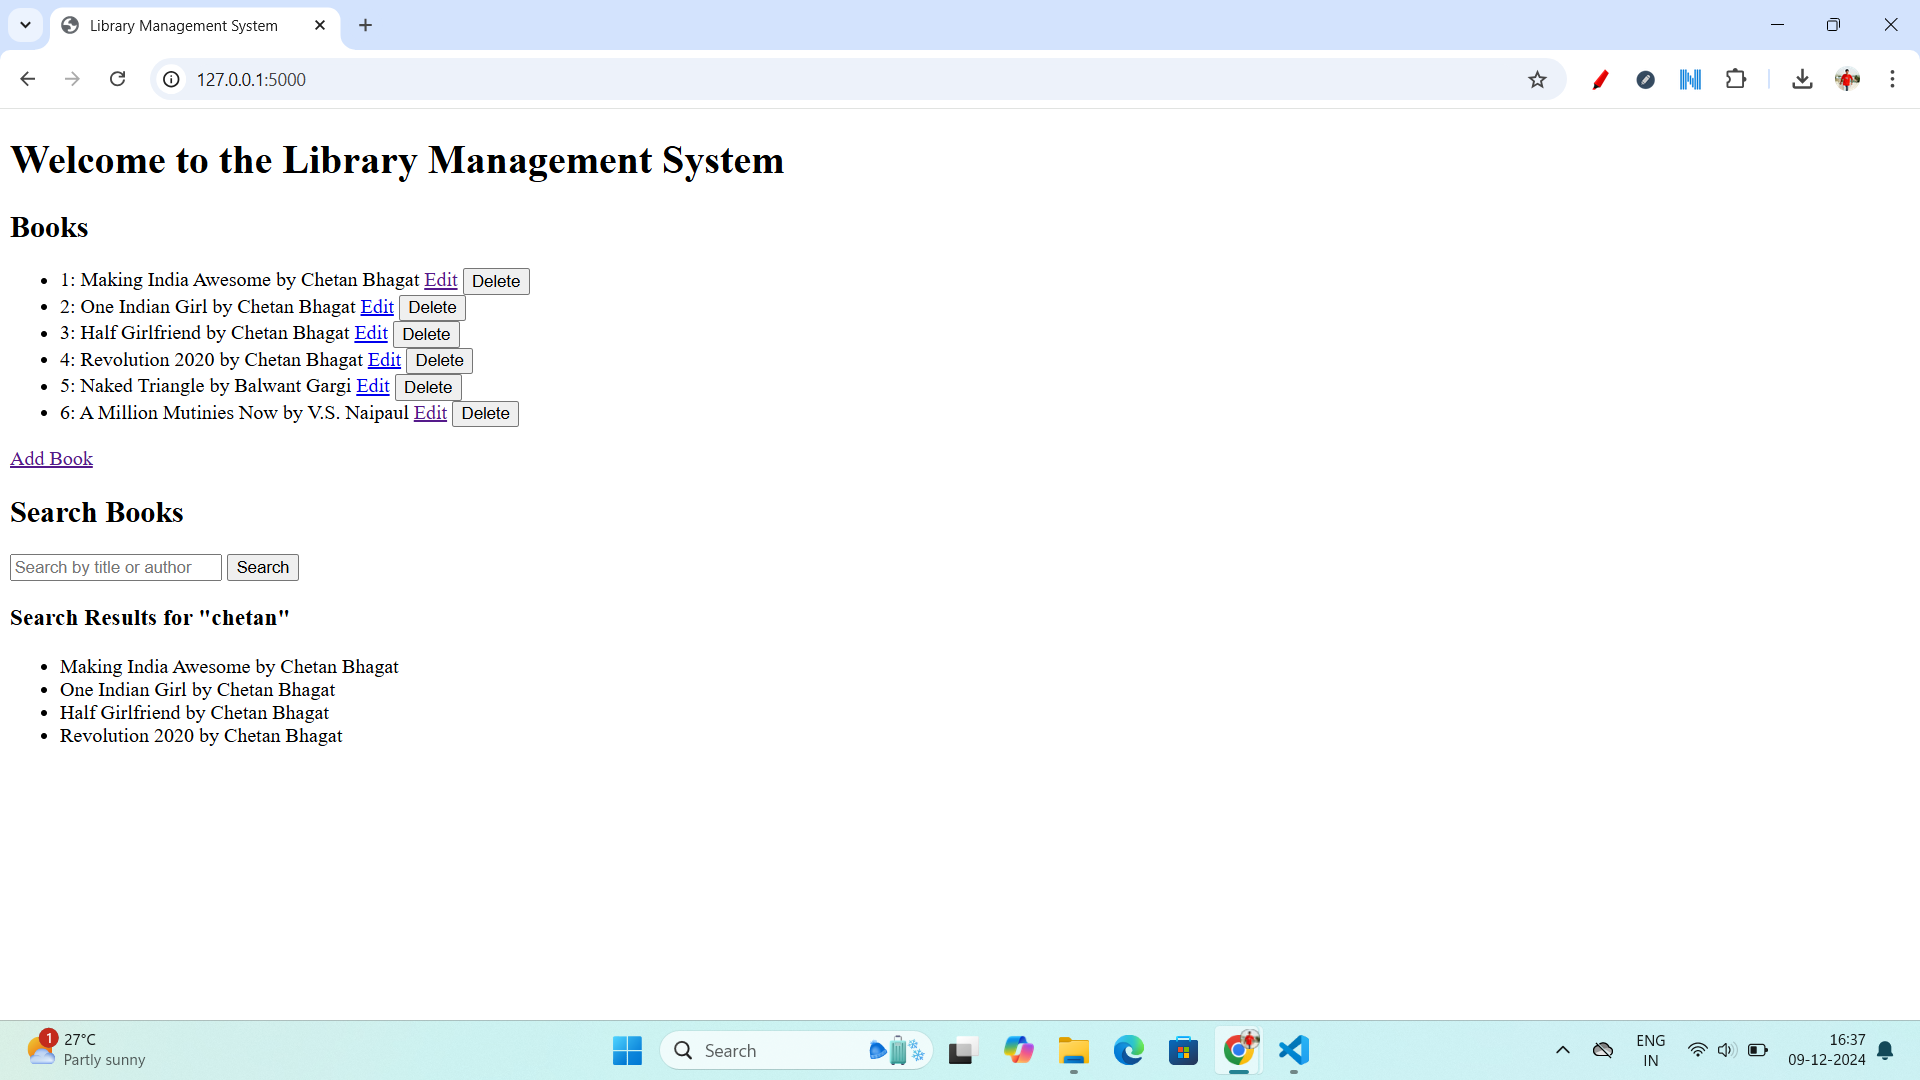 Library Management System
127.0.0.1:5000
Welcome to the Library Management System
Books
1: Making India Awesome by Chetan Bhagat Edit Delete
2: One Indian Girl by Chetan Bhagat Edit Delete
3: Half Girlfriend by Chetan Bhagat Edit Delete
4: Revolution 2020 by Chetan Bhagat Edit Delete
5: Naked Triangle by Balwant Gargi Edit Delete
6: A Million Mutinies Now by V.S. Naipaul Edit Delete
Add Book
Search Books
Search by title or author Search
Search Results for "chetan"
Making India Awesome by Chetan Bhagat
One Indian Girl by Chetan Bhagat
Half Girlfriend by Chetan Bhagat
Revolution 2020 by Chetan Bhagat
1
27°C
Partly sunny
Search
ENG
IN
16:37
09-12-2024